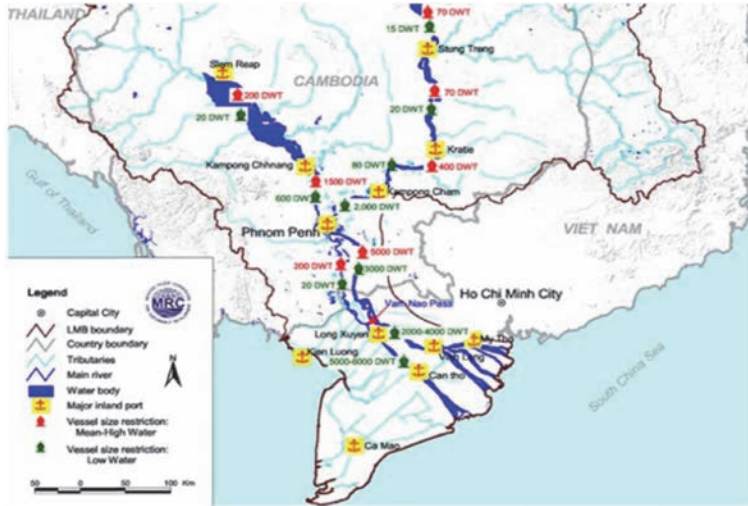 THAILAND
70 DWT
15 DWT
Stung Treng
Siem Reap
CAMBODIA
200 DWT
70 DWT
20 DWT
20 DWT
Kratie
Kampong Chhnang
80 DWT
400 DWT
1500 DWT
Kampong Cham
600 DWT
2,000 DWT
Gulf of Thailand
Phnom Penh
VIET NAM
5000 DWT
200 DWT
3000 DWT
20 DWT
Ho Chi Minh City
Vam Nao Pass
Long Xuyen
2000-4000 DWT
My Tho
Vinh Long
Kien Luong
5000-6000 DWT
Can tho
South China Sea
Ca Mao
Legend
MRC
Capital City
LMB boundary
Country boundary
N
Tributaries
Main river
Water body
Major inland port
Vessel size restriction:
Mean-High Water
Vessel size restriction:
Low Water
50 0 50 100 Km